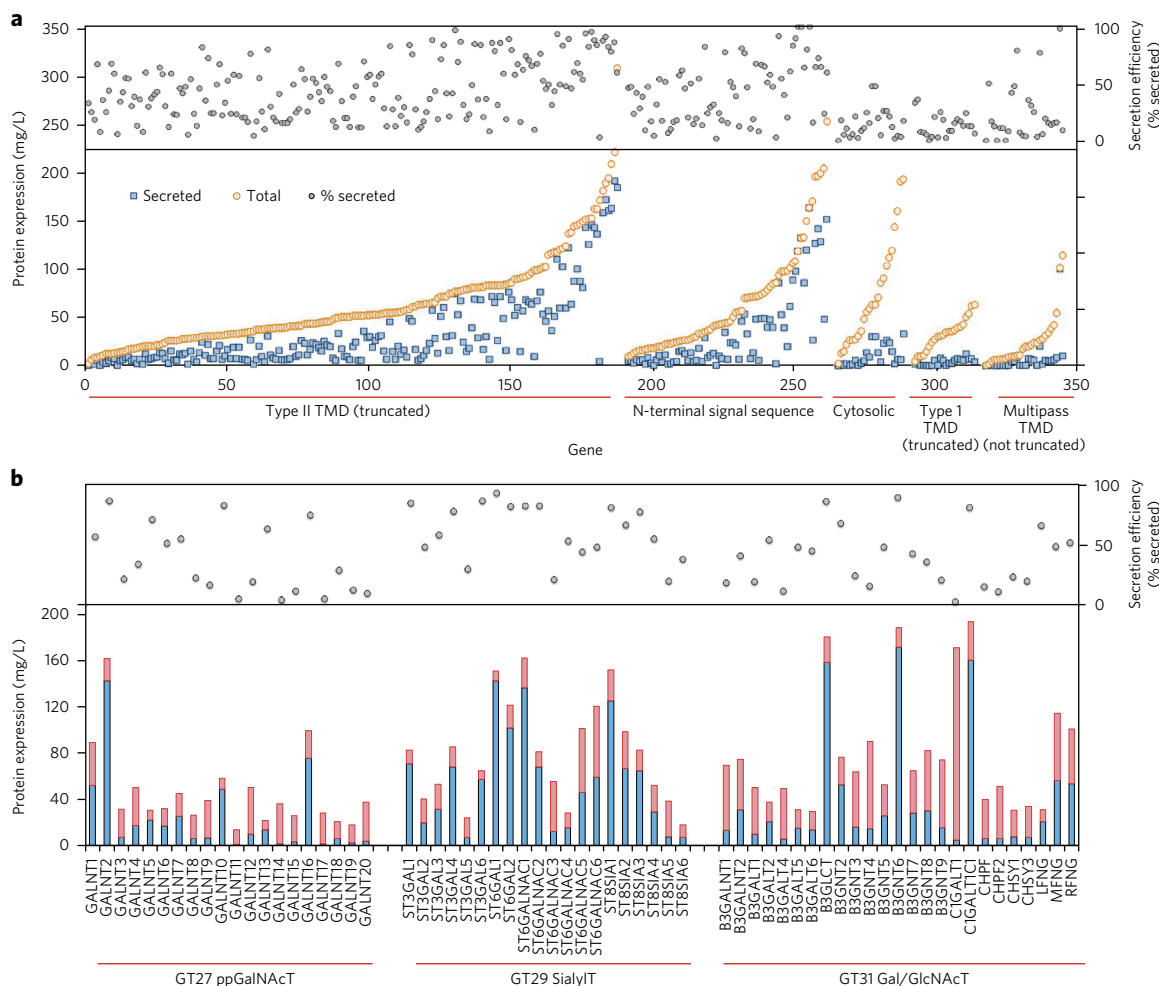 a
350
300
250
200
150
100
50
0
Protein expression (mg/L)
100
50
0
Secretion efficiency
(% secreted)
Secreted
Total
% secreted
0
50
100
150
200
250
300
350
Type II TMD (truncated)
N-terminal signal sequence
Cytosolic
Type 1
TMD
(truncated)
Multipass
TMD
(not truncated)
Gene
b
100
50
0
Secretion efficiency
(% secreted)
200
160
120
80
40
0
Protein expression (mg/L)
GALNT1
GALNT2
GALNT3
GALNT4
GALNT5
GALNT6
GALNT7
GALNT8
GALNT9
GALNT10
GALNT11
GALNT12
GALNT13
GALNT14
GALNT15
GALNT16
GALNT17
GALNT18
GALNT19
GALNT20
ST3GAL1
ST3GAL2
ST3GAL3
ST3GAL4
ST3GAL5
ST3GAL6
ST6GAL1
ST6GAL2
ST6GALNAC1
ST6GALNAC2
ST6GALNAC3
ST6GALNAC4
ST6GALNAC5
ST6GALNAC6
ST8SIA1
ST8SIA2
ST8SIA3
ST8SIA4
ST8SIA5
ST8SIA6
B3GALNT1
B3GALNT2
B3GALT1
B3GALT2
B3GALT4
B3GALT5
B3GALT6
B3GLCT
B3GNT2
B3GNT3
B3GNT4
B3GNT5
B3GNT6
B3GNT7
B3GNT8
B3GNT9
C1GALT1
C1GALT1C1
CHPF
CHPF2
CHSY1
CHSY3
LFNG
MFNG
RFNG
GT27 ppGalNAcT
GT29 SialylT
GT31 Gal/GlcNAcT